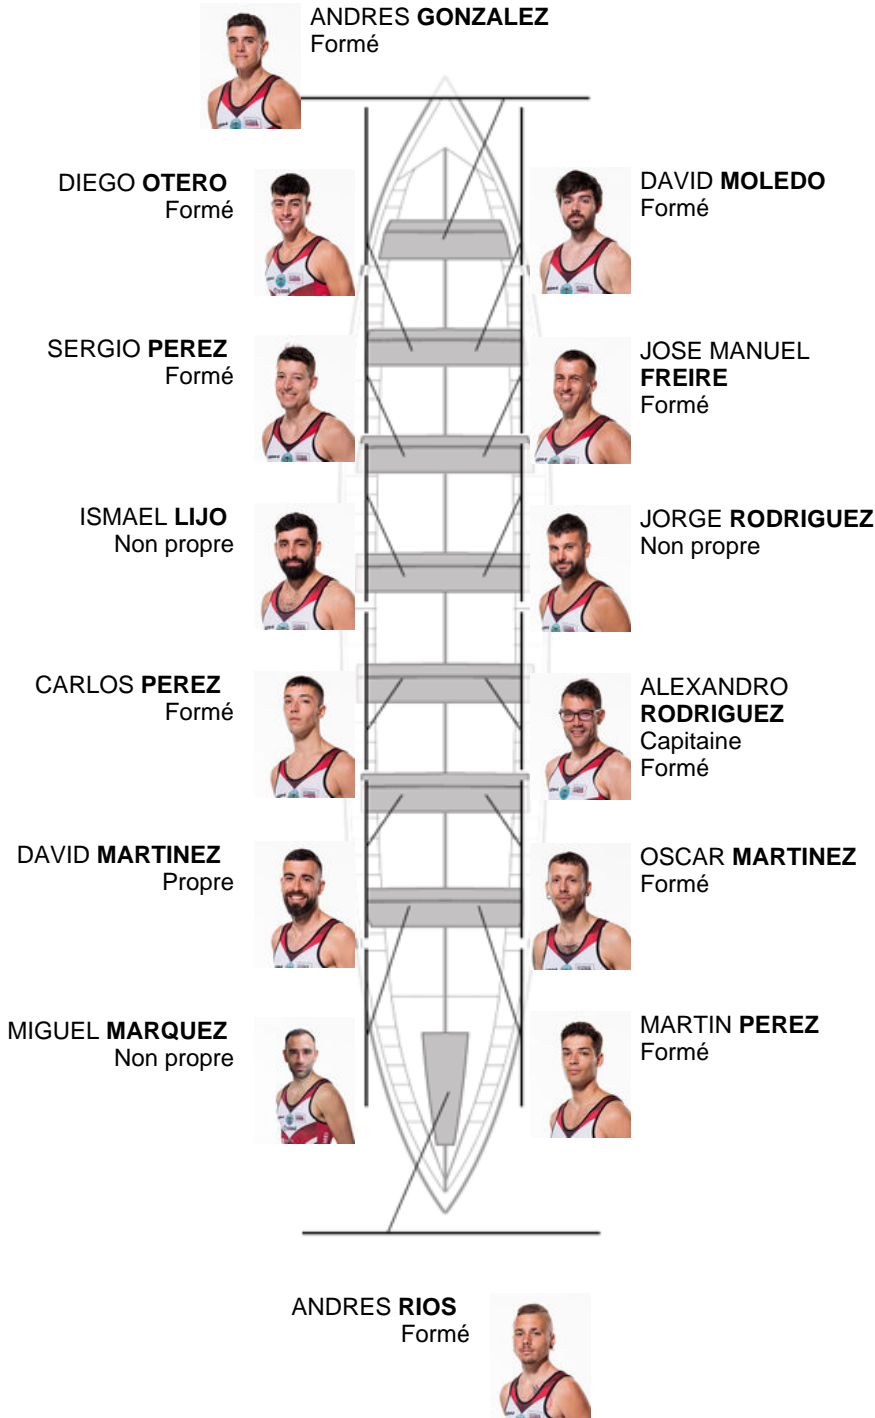 ANDRES GONZALEZ
Formé
DIEGO OTERO
Formé
DAVID MOLEDO
Formé
SERGIO PEREZ
Formé
JOSE MANUEL
FREIRE
Formé
ISMAEL LIJO
Non propre
JORGE RODRIGUEZ
Non propre
CARLOS PEREZ
Formé
ALEXANDRO
RODRIGUEZ
Capitaine
Formé
DAVID MARTINEZ
Propre
OSCAR MARTINEZ
Formé
MIGUEL MARQUEZ
Non propre
MARTIN PEREZ
Formé
ANDRES RIOS
Formé